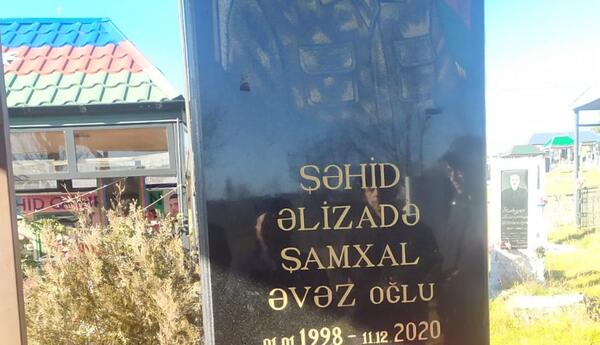 ŞƏHİD
ƏLİZADƏ
ŞAMXAL
ƏVƏZ OĞLU
01.01.1998 - 11.12.2020